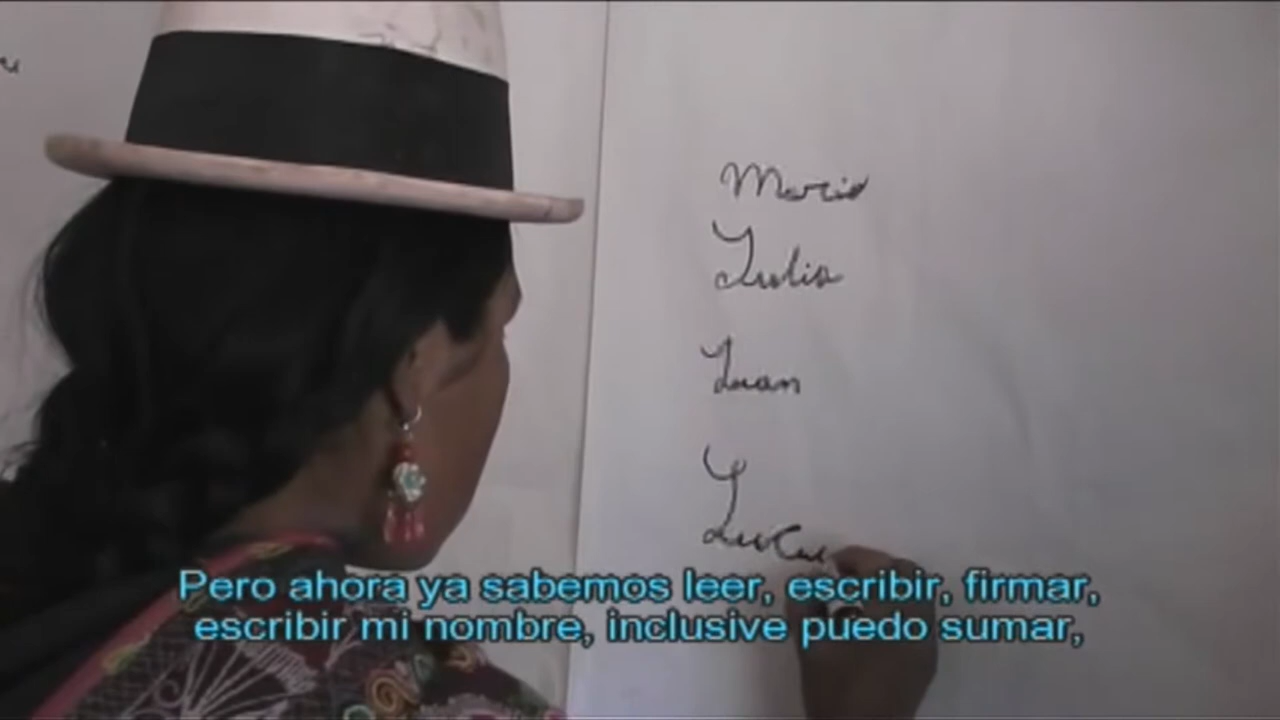 Mario
Julia
Juan
Pero ahora ya sabemos leer, escribir, firmar,
escribir mi nombre, inclusive puedo sumar,